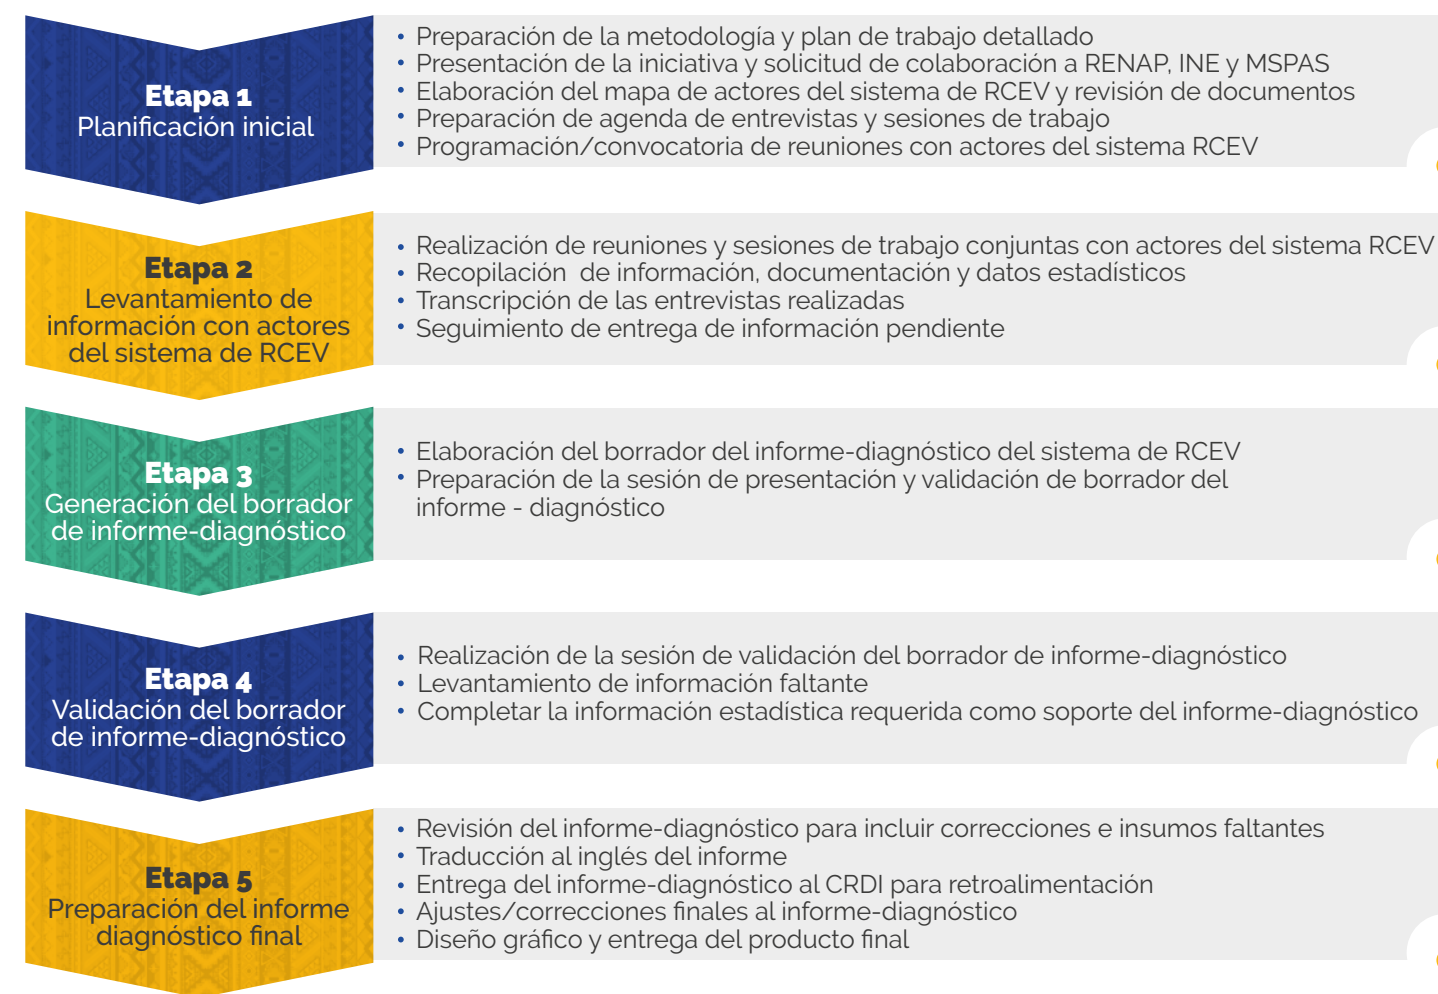 Etapa 1
Planificación inicial
• Preparación de la metodología y plan de trabajo detallado
• Presentación de la iniciativa y solicitud de colaboración a RENAP, INE y MSPAS
• Elaboración del mapa de actores del sistema de RCEV y revisión de documentos
• Preparación de agenda de entrevistas y sesiones de trabajo
• Programación/convocatoria de reuniones con actores del sistema RCEV
Etapa 2
Levantamiento de
información con actores
del sistema de RCEV
• Realización de reuniones y sesiones de trabajo conjuntas con actores del sistema RCEV
• Recopilación  de información, documentación y datos estadísticos
• Transcripción de las entrevistas realizadas
• Seguimiento de entrega de información pendiente
Etapa 3
Generación del borrador
de informe-diagnóstico
• Elaboración del borrador del informe-diagnóstico del sistema de RCEV
• Preparación de la sesión de presentación y validación de borrador del
informe - diagnóstico
Etapa 4
Validación del borrador
de informe-diagnóstico
• Realización de la sesión de validación del borrador de informe-diagnóstico
• Levantamiento de información faltante
• Completar la información estadística requerida como soporte del informe-diagnóstico
Etapa 5
Preparación del informe
diagnóstico final
• Revisión del informe-diagnóstico para incluir correcciones e insumos faltantes
• Traducción al inglés del informe
• Entrega del informe-diagnóstico al CRDI para retroalimentación
• Ajustes/correcciones finales al informe-diagnóstico
• Diseño gráfico y entrega del producto final